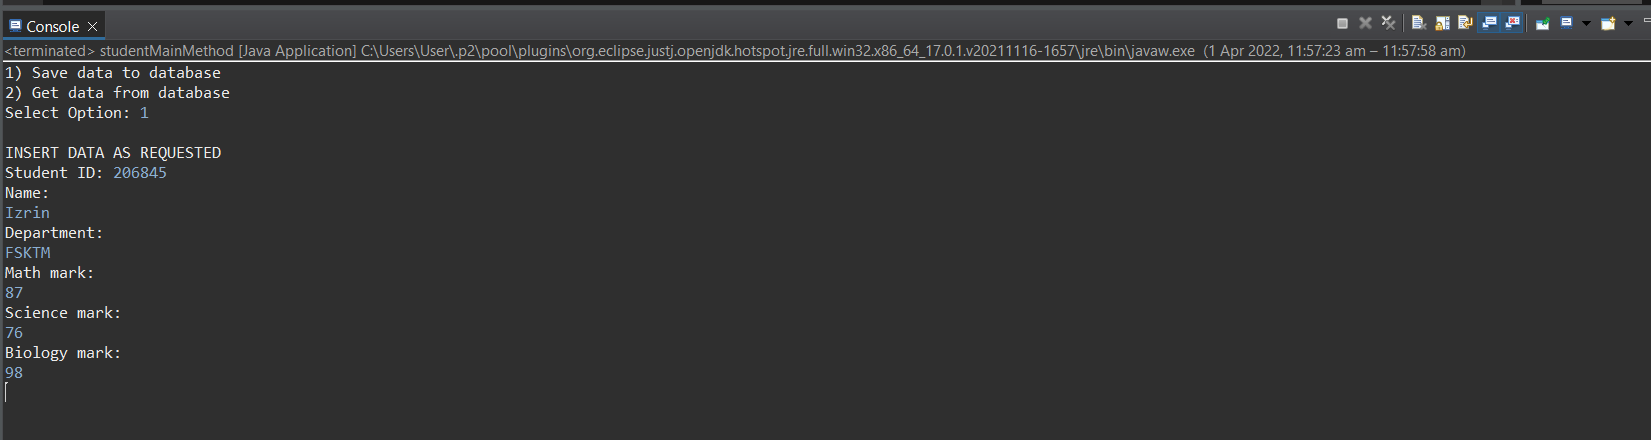 Console
<terminated> studentMainMethod [Java Application] C:\Users\User\.p2\pool\plugins\org.eclipse.justj.openjdk.hotspot.jre.full.win32.x86_64_17.0.1.v20211116-1657\jre\bin\javaw.exe (1 Apr 2022, 11:57:23 am – 11:57:58 am)
1) Save data to database
2) Get data from database
Select Option: 1
INSERT DATA AS REQUESTED
Student ID: 206845
Name:
Izrin
Department:
FSKTM
Math mark:
87
Science mark:
76
Biology mark:
98